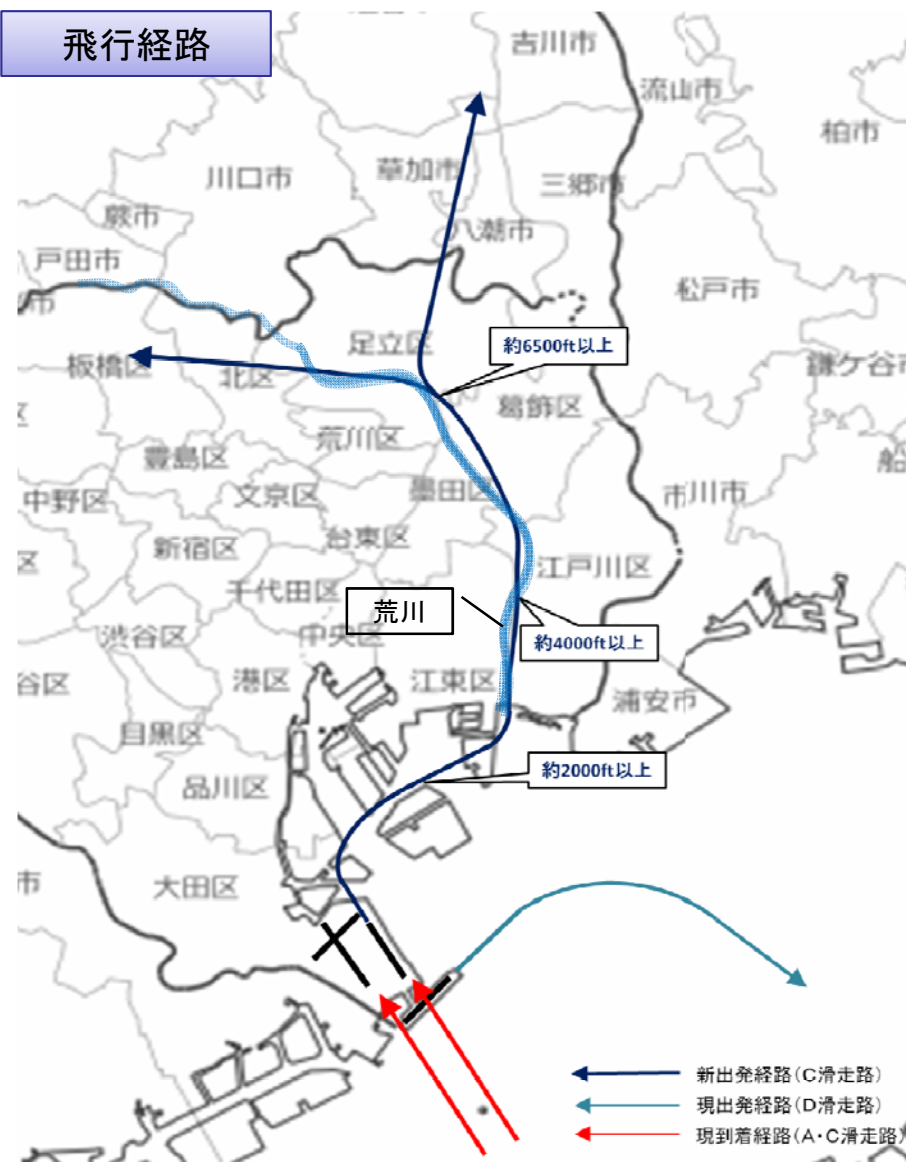 飛行経路
吉川市
流山市
柏市
草加市
川口市
三郷市
蕨市
八潮市
戸田市
松戸市
約6500ft以上
足立区
板橋区
北区
鎌ケ谷市
葛飾区
荒川区
豊島区
船
中野区
文京区
墨田区
市川市
台東区
新宿区
区
江戸川区
千代田区
荒川
渋谷区
中央区
約4000ft以上
谷区
港区
江東区
浦安市
目黒区
約2000ft以上
品川区
市
大田区
新出発経路(C滑走路)
現出発経路(D滑走路)
現到着経路(A・C滑走路)